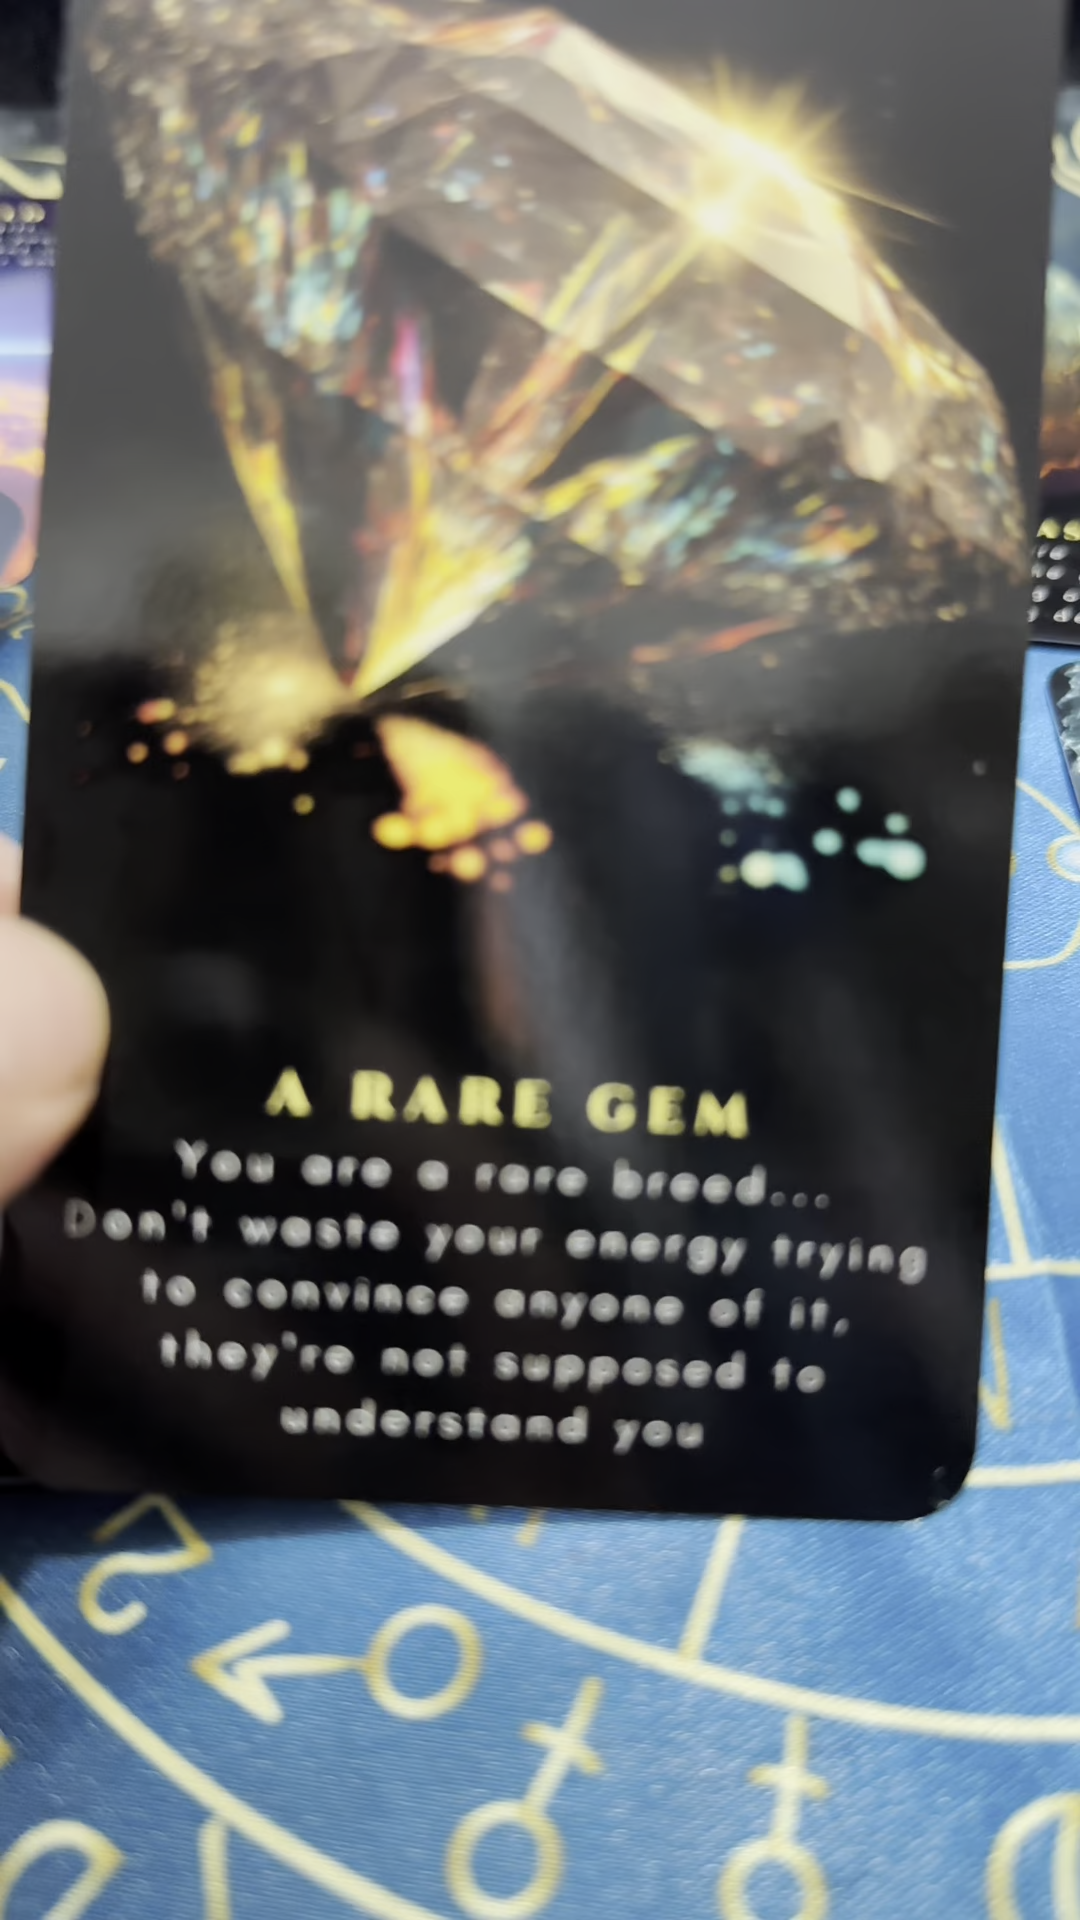 A RARE GEM
You are a rare breed...
Don't waste your energy trying
to convince anyone of it,
they're not supposed to
understand you